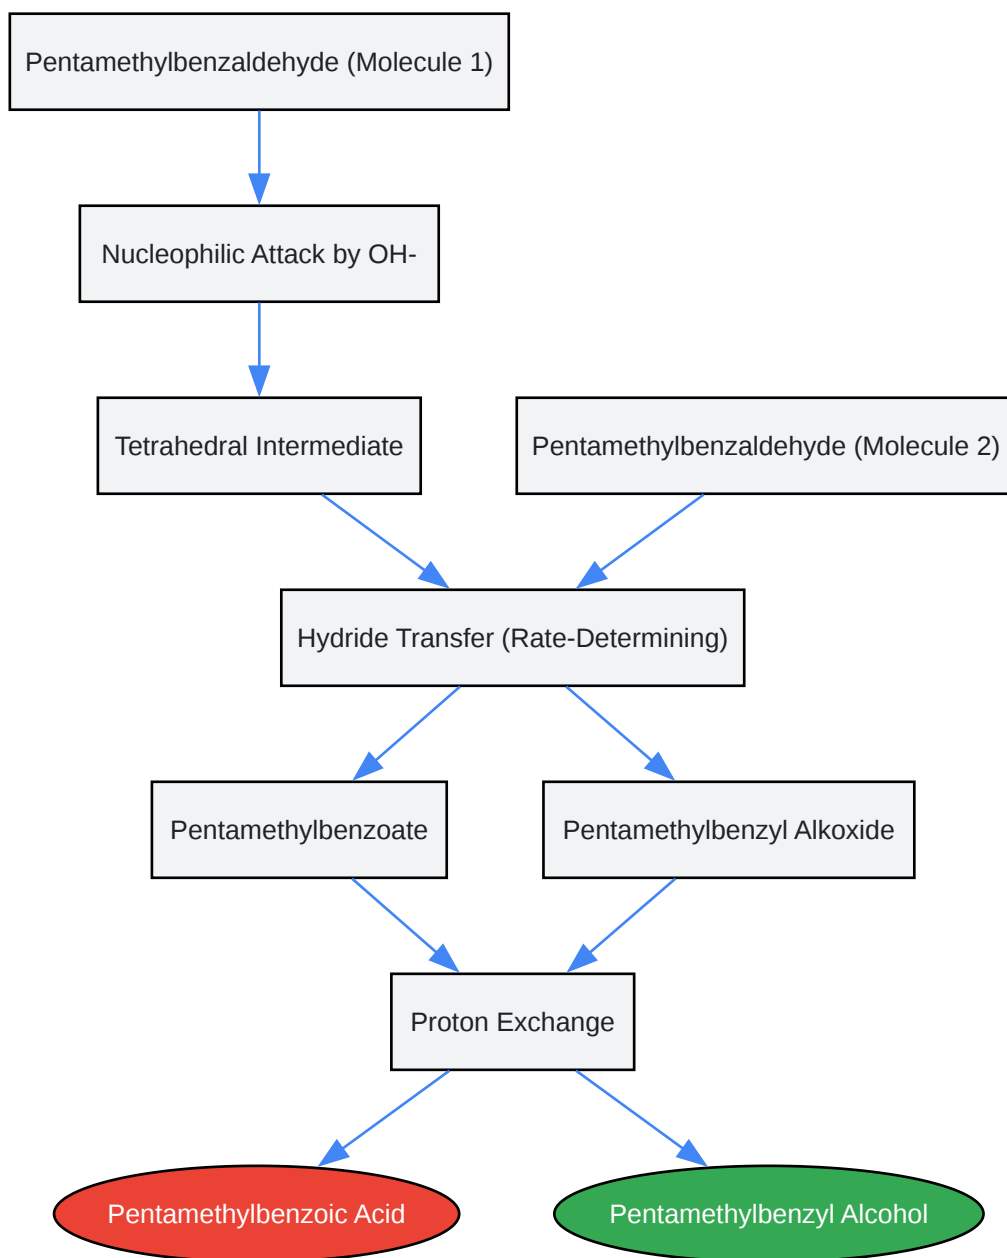 Pentamethylbenzaldehyde (Molecule 1)
Nucleophilic Attack by OH-
Tetrahedral Intermediate
Pentamethylbenzaldehyde (Molecule 2)
Hydride Transfer (Rate-Determining)
Pentamethylbenzoate
Pentamethylbenzyl Alkoxide
Proton Exchange
Pentamethylbenzoic Acid
Pentamethylbenzyl Alcohol